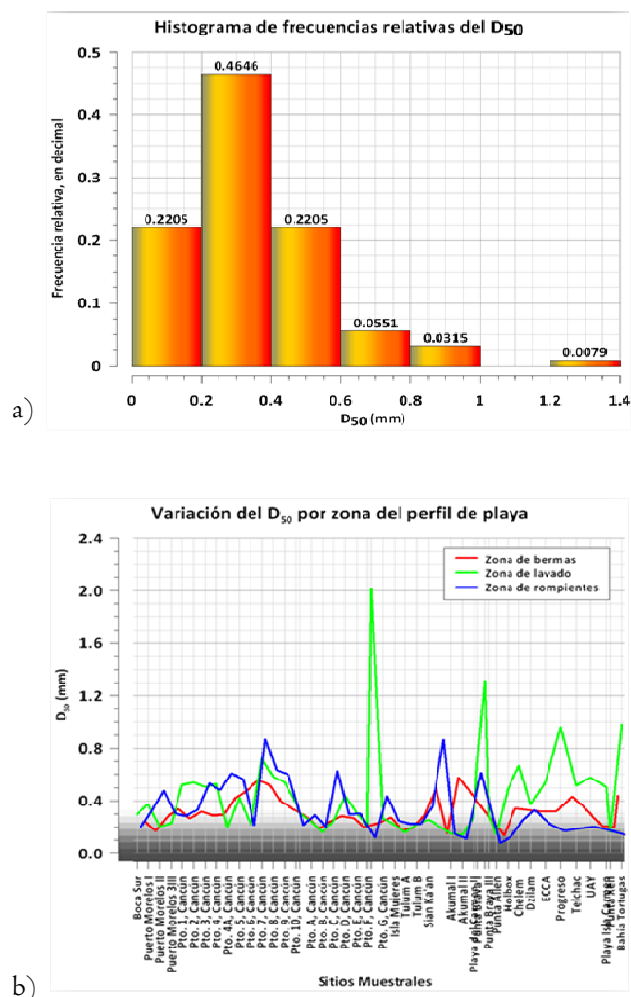 Histograma de frecuencias relativas del D50
Frecuencia relativa, en decimal
0.5
0.4
0.3
0.2
0.1
0
0.2205
0.4646
0.2205
0.0551
0.0315
0.0079
0 0.2 0.4 0.6 0.8 1 1.2 1.4
D50 (mm)
a)
Variación del D50 por zona del perfil de playa
D50 (mm)
2.4
2.0
1.6
1.2
0.8
0.4
0.0
Zona de bermas
Zona de lavado
Zona de rompientes
Boca Sur
Puerto Morelos I
Puerto Morelos II
Puerto Morelos 3III
Pto. 1, Cancún
Pto. 2, Cancún
Pto. 3, Cancún
Pto. 4, Cancún
Pto. 4A, Cancún
Pto. 5, Cancún
Pto. 6, Cancún
Pto. 7, Cancún
Pto. 8, Cancún
Pto. 9, Cancún
Pto. 10, Cancún
Pto. A, Cancún
Pto. B, Cancún
Pto. C, Cancún
Pto. D, Cancún
Pto. E, Cancún
Pto. F, Cancún
Pto. G, Cancún
Isla Mujeres
Tulum A
Tulum B
Sian Ka'an
Akumal I
Akumal II
Punta Brava III
Punta Allen
Holbox
Chelem
Dzilam
ECCA
Progreso
Telchac
UAY
Bahía Tortugas
Sitios Muestrales
b)